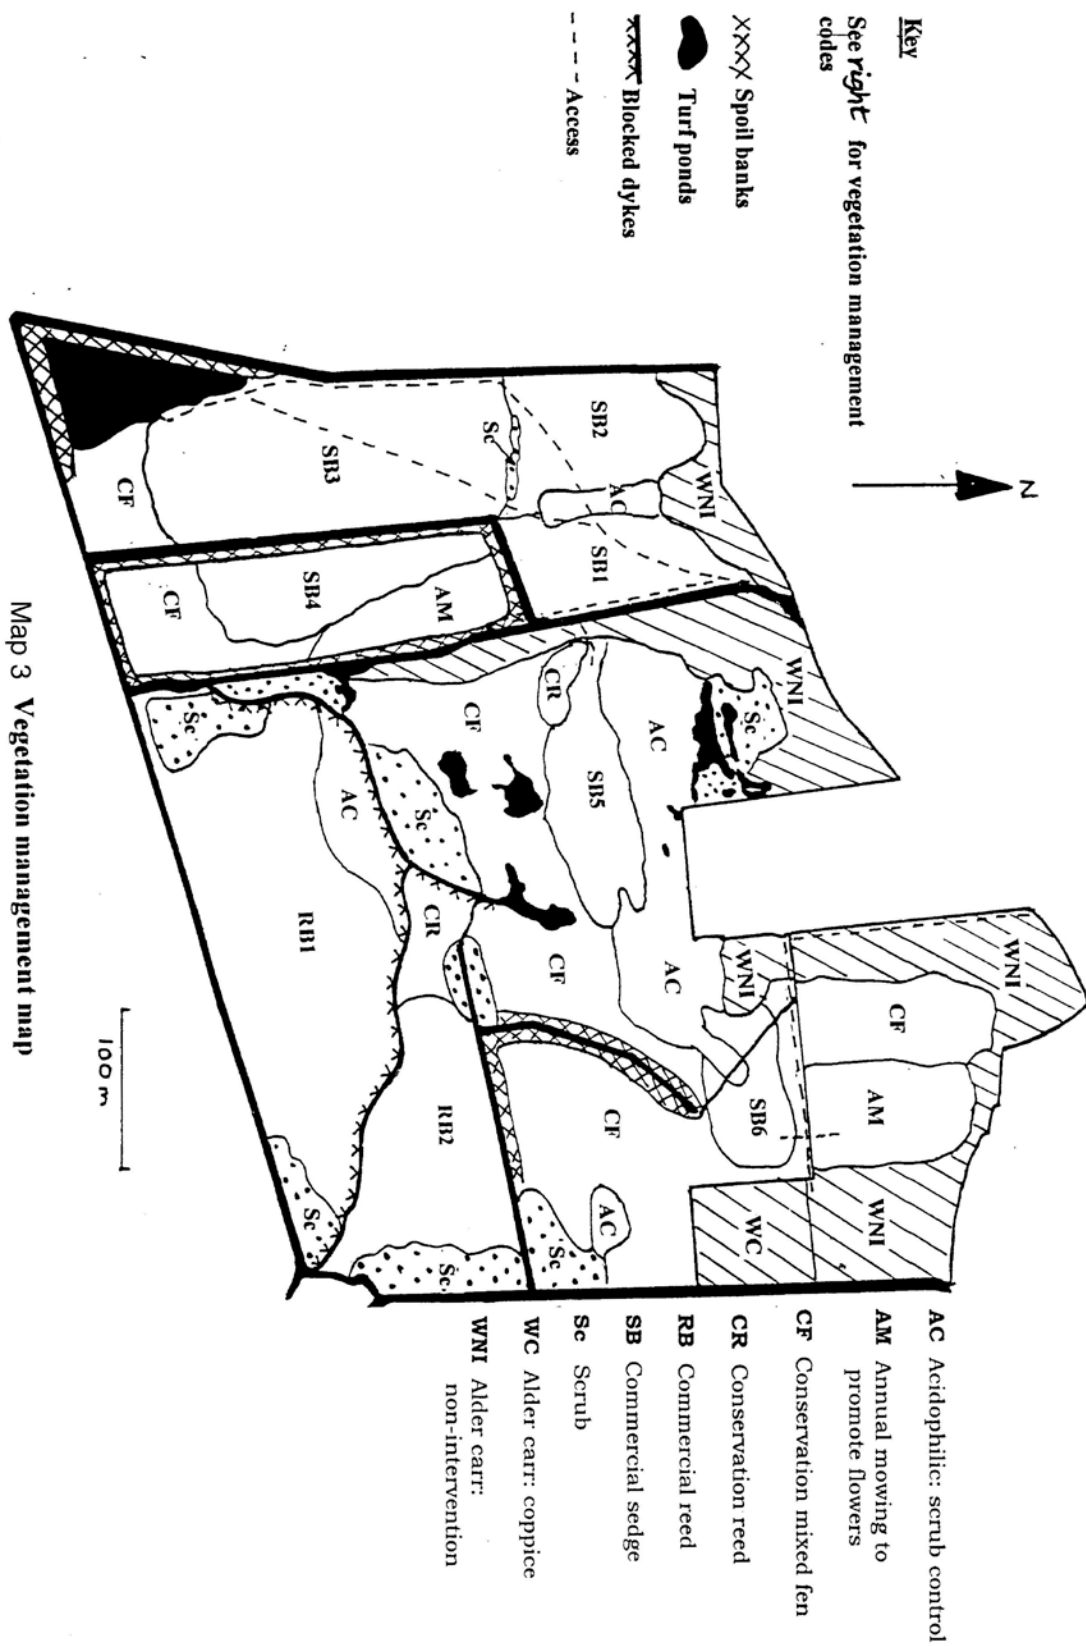 Key
See right for vegetation management
codes
XXXX Spoil banks
Turf ponds
Blocked dykes
---- Access
N
WNI
WNI
WNI
WNI
WNI
SB2
AC
SB1
Sc
SB3
CF
SB4
AM
CF
Sc
AC
CR
SB5
CF
Sc
Sc
AC
CR
RB1
AC
CF
CF
AM
SB6
WC
CF
AC
Sc
RB2
Sc
Sc
AC Acidophilic: scrub control
AM Annual mowing to
promote flowers
CF Conservation mixed fen
CR Conservation reed
RB Commercial reed
SB Commercial sedge
Sc Scrub
WC Alder carr: coppice
WNI Alder carr:
non-intervention
100m
Map 3 Vegetation management map